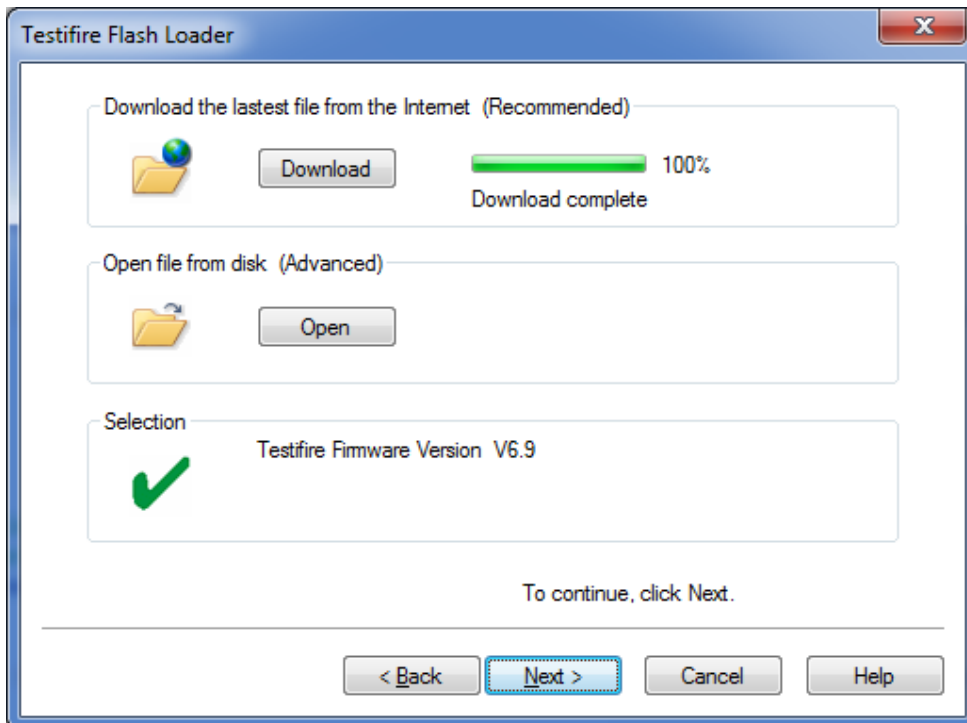 Testifire Flash Loader
Download the lastest file from the Internet  (Recommended)
Download
100%
Download complete
Open file from disk  (Advanced)
Open
Selection
Testifire Firmware Version  V6.9
To continue, click Next.
< Back
Next >
Cancel
Help